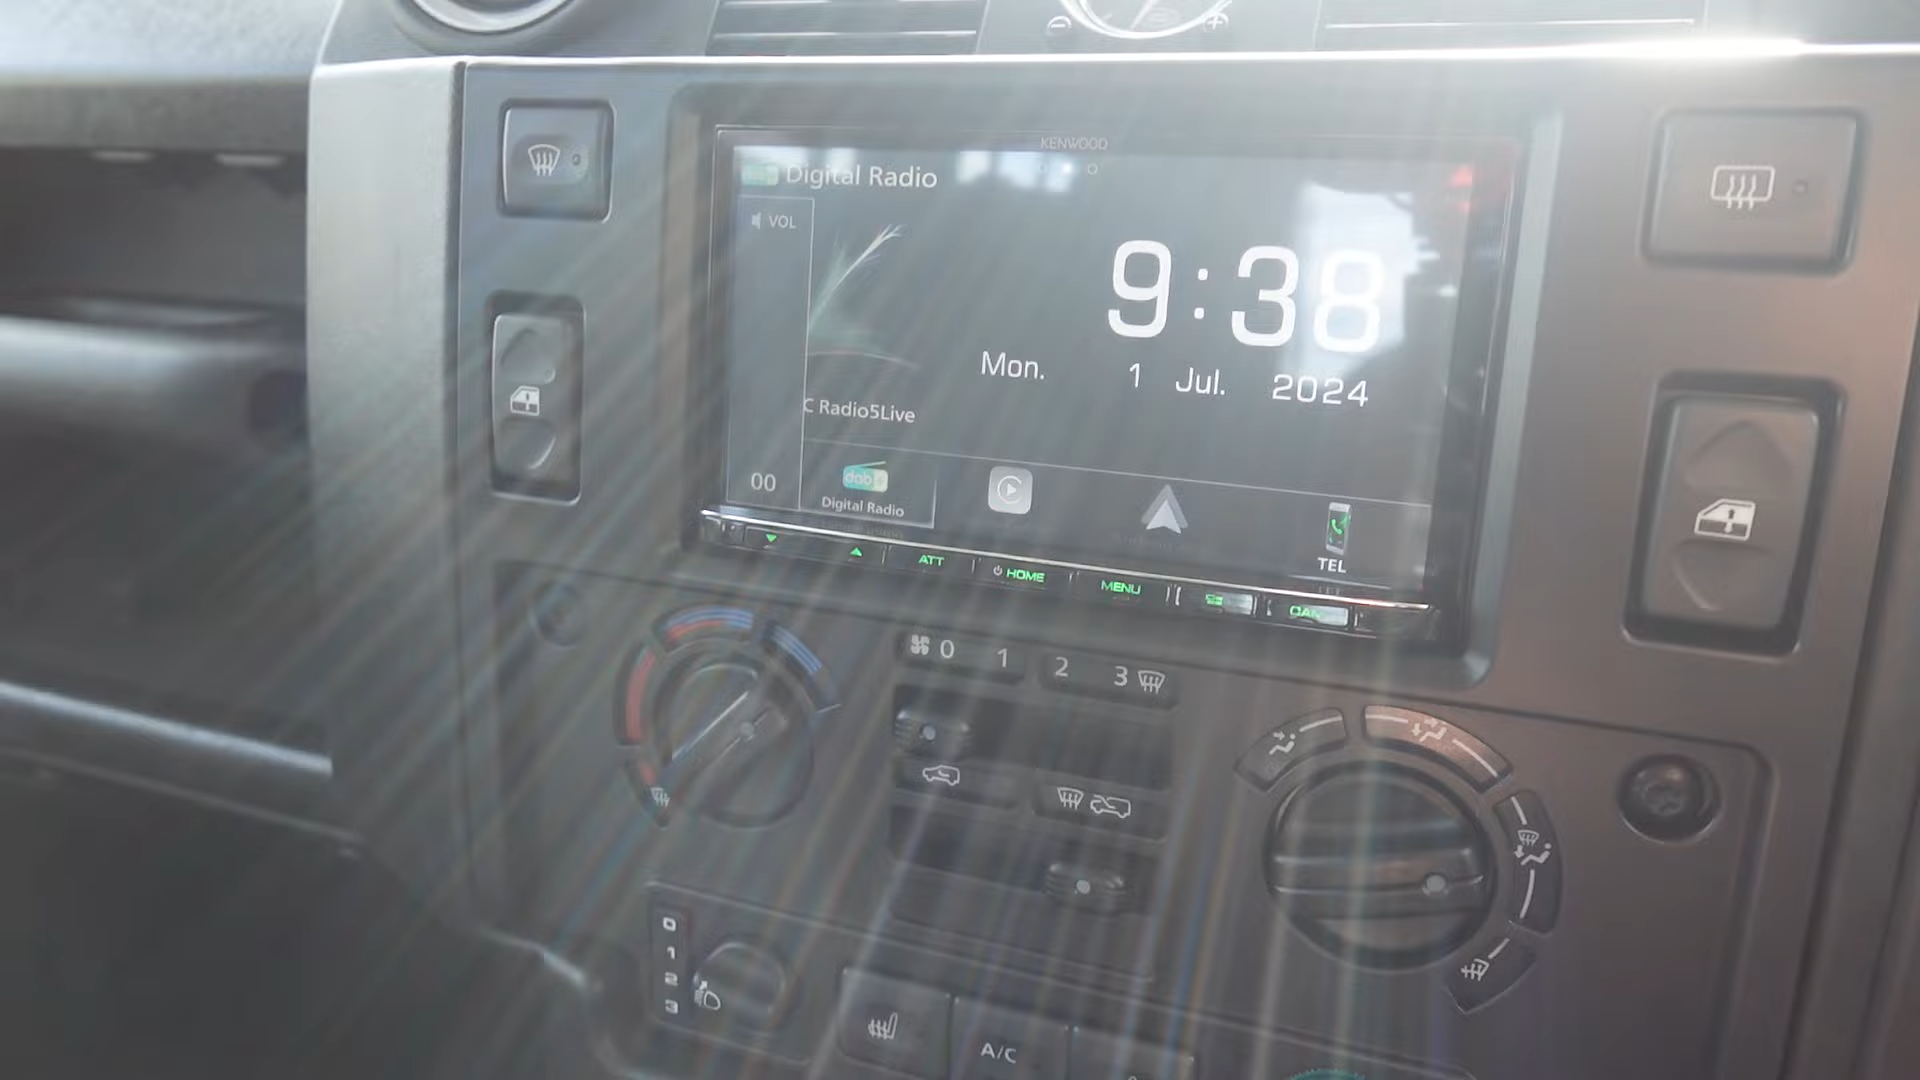 KENWOOD
Digital Radio
VOL
9:38
Mon. 1 Jul. 2024
C Radio5Live
00
dab+
Digital Radio
TEL
ATT
HOME
MENU
CAM
0 1 2 3
0
1
2
3
A/C